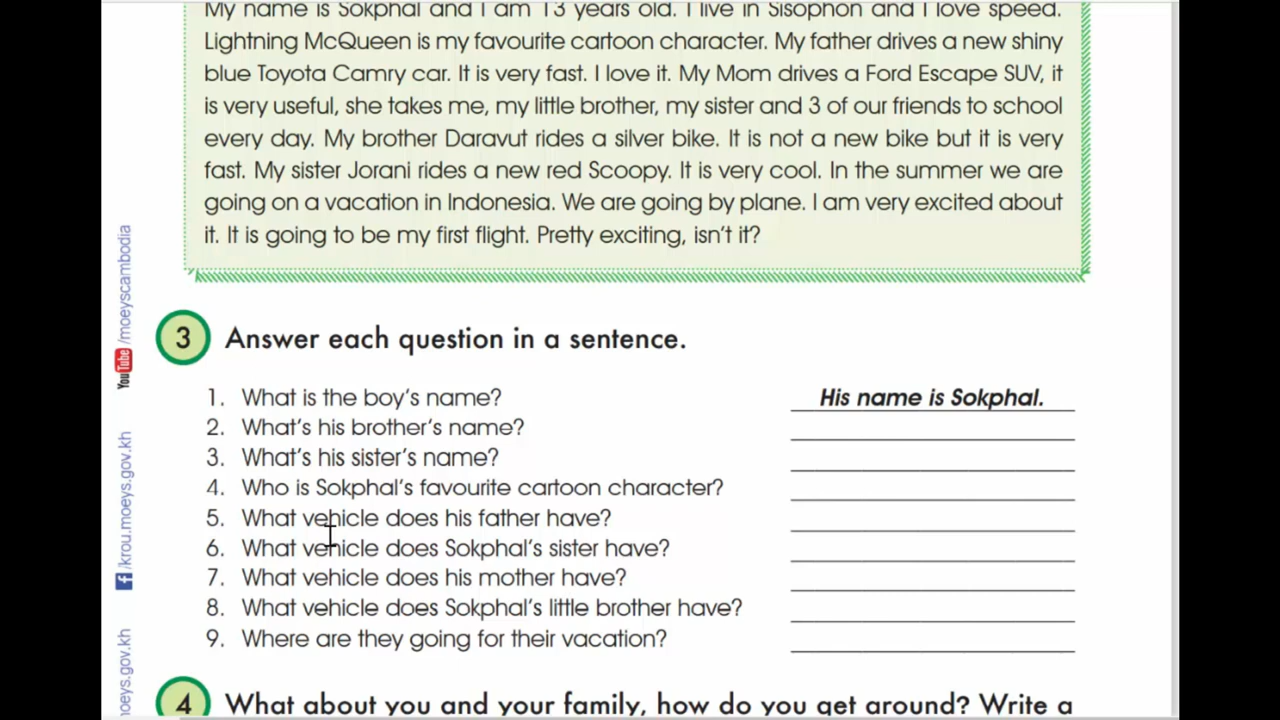 My name is Sokphal and I am 13 years old. I live in Sisophon and I love speed.
Lightning McQueen is my favourite cartoon character. My father drives a new shiny
blue Toyota Camry car. It is very fast. I love it. My Mom drives a Ford Escape SUV, it
is very useful, she takes me, my little brother, my sister and 3 of our friends to school
every day. My brother Daravut rides a silver bike. It is not a new bike but it is very
fast. My sister Jorani rides a new red Scoopy. It is very cool. In the summer we are
going on a vacation in Indonesia. We are going by plane. I am very excited about
it. It is going to be my first flight. Pretty exciting, isn't it?
3 Answer each question in a sentence.
1. What is the boy's name? His name is Sokphal.
2. What's his brother's name?
3. What's his sister's name?
4. Who is Sokphal's favourite cartoon character?
5. What vehicle does his father have?
6. What vehicle does Sokphal's sister have?
7. What vehicle does his mother have?
8. What vehicle does Sokphal's little brother have?
9. Where are they going for their vacation?
4 What about you and your family, how do you get around? Write a
YouTube /moeyscambodia
f /krou.moeys.gov.kh
oeys.gov.kh